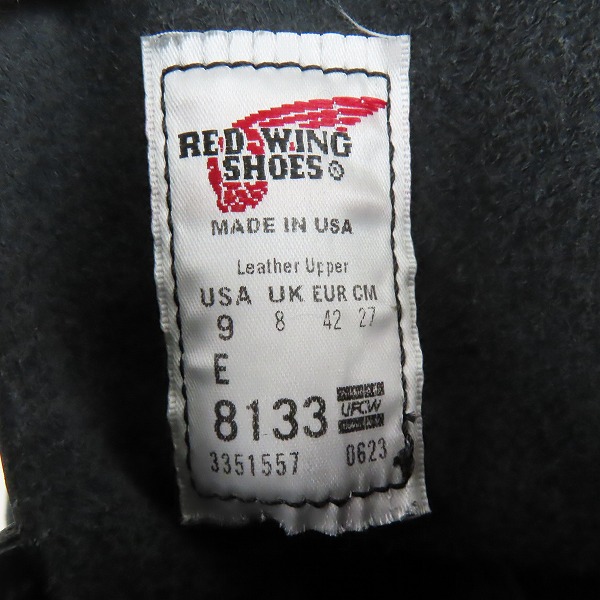 RED WING
SHOES®
MADE IN USA
Leather Upper
USA UK EUR CM
9 8 42 27
E
8133 UFCW
3351557 0623